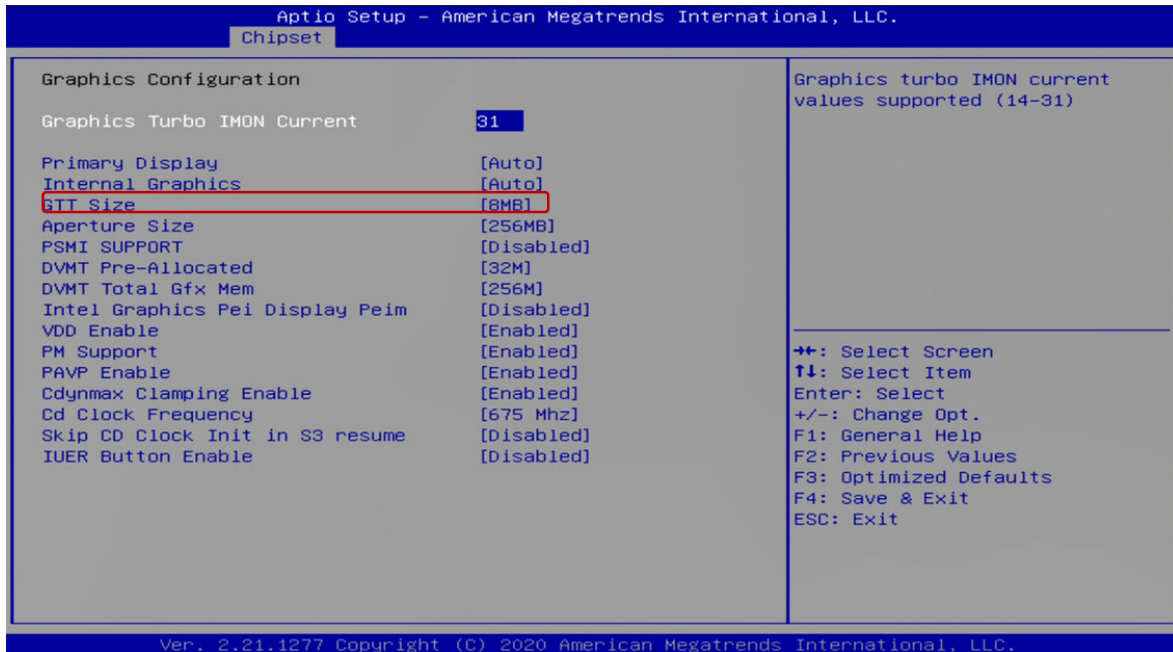 Aptio Setup – American Megatrends International, LLC.
Chipset
Graphics Configuration
Graphics Turbo IMON Current 31
Primary Display [Auto]
Internal Graphics [Auto]
GTT Size [8MB]
Aperture Size [256MB]
PSMI SUPPORT [Disabled]
DVMT Pre-Allocated [32M]
DVMT Total Gfx Mem [256M]
Intel Graphics Pei Display Peim [Disabled]
VDD Enable [Enabled]
PM Support [Enabled]
PAVP Enable [Enabled]
Cdynmax Clamping Enable [Enabled]
Cd Clock Frequency [675 Mhz]
Skip CD Clock Init in S3 resume [Disabled]
IUER Button Enable [Disabled]
Graphics turbo IMON current
values supported (14-31)
→←: Select Screen
↑↓: Select Item
Enter: Select
+/-: Change Opt.
F1: General Help
F2: Previous Values
F3: Optimized Defaults
F4: Save & Exit
ESC: Exit
Ver. 2.21.1277 Copyright (C) 2020 American Megatrends International, LLC.